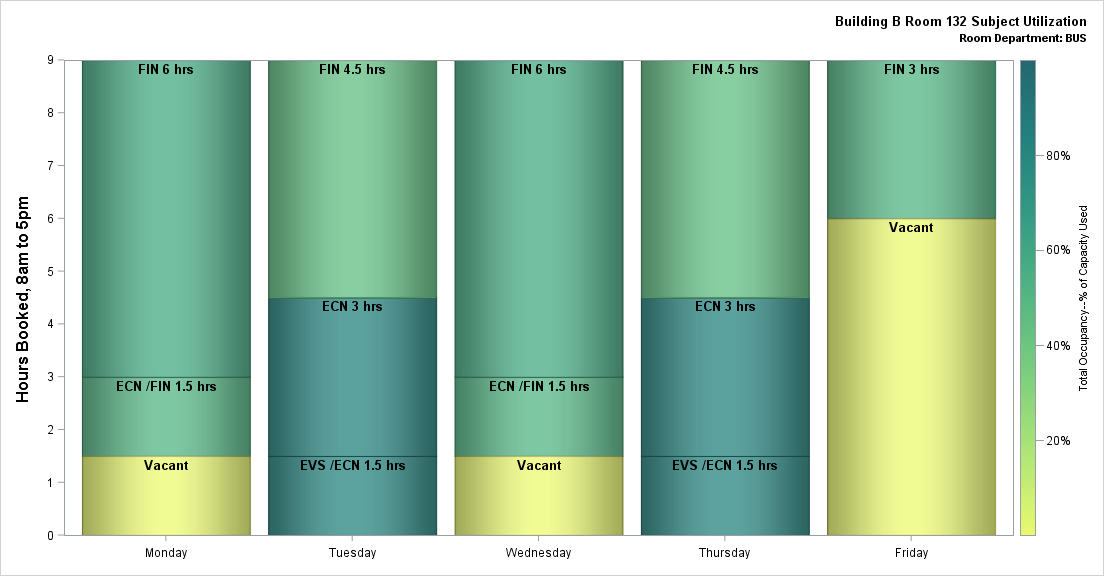 Building B Room 132 Subject Utilization
Room Department: BUS
Hours Booked, 8am to 5pm
9
8
7
6
5
4
3
2
1
0
FIN 6 hrs
ECN /FIN 1.5 hrs
Vacant
FIN 4.5 hrs
ECN 3 hrs
EVS /ECN 1.5 hrs
FIN 6 hrs
ECN /FIN 1.5 hrs
Vacant
FIN 4.5 hrs
ECN 3 hrs
EVS /ECN 1.5 hrs
FIN 3 hrs
Vacant
Monday
Tuesday
Wednesday
Thursday
Friday
80%
60%
40%
20%
Total Occupancy--% of Capacity Used